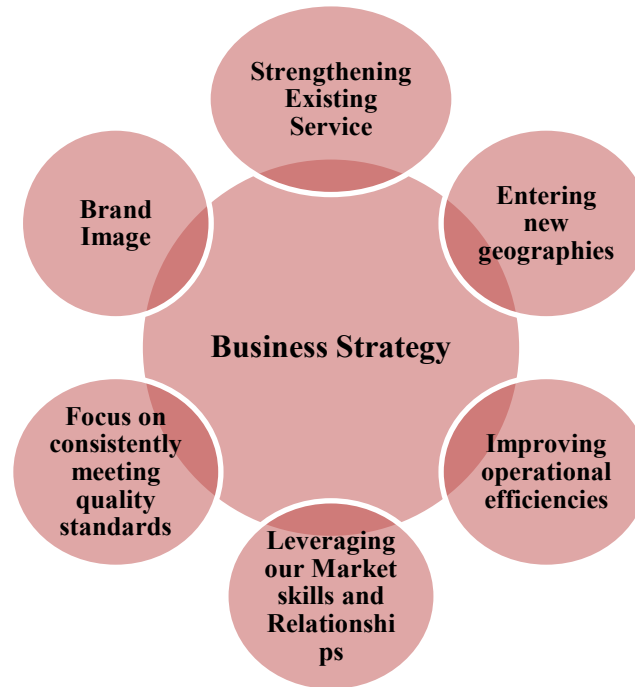 Strengthening
Existing
Service
Entering
new
geographies
Improving
operational
efficiencies
Leveraging
our Market
skills and
Relationshi
ps
Focus on
consistently
meeting
quality
standards
Brand
Image
Business Strategy